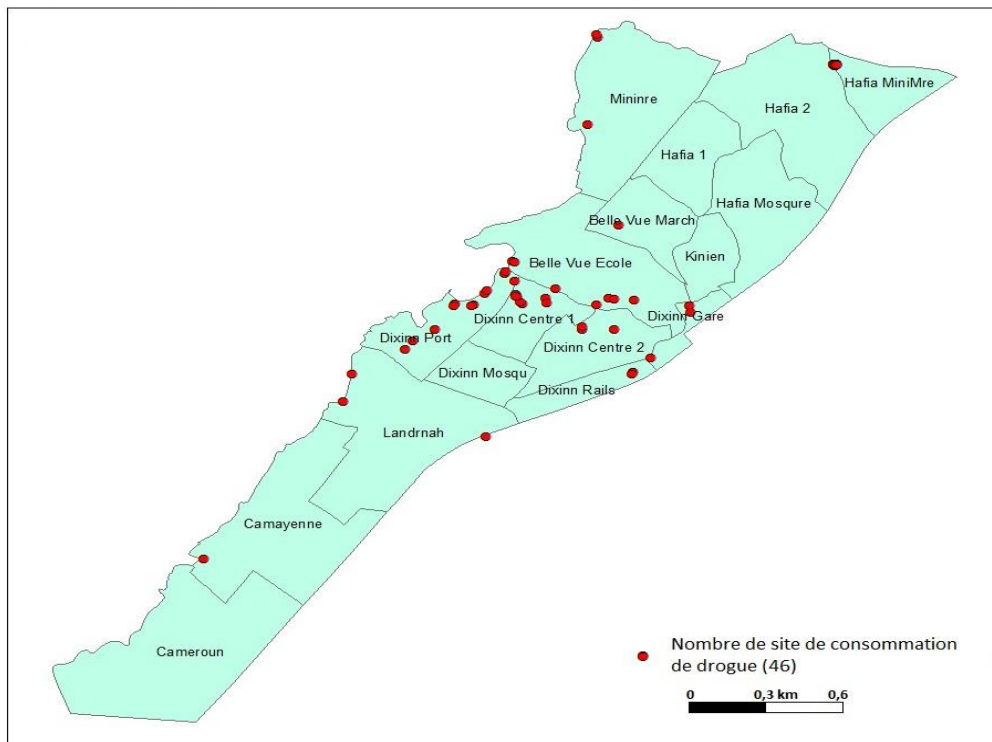 Mininre
Hafia MiniMre
Hafia 2
Hafia 1
Hafia Mosqure
Belle Vue March
Kinien
Belle Vue Ecole
Dixinn Gare
Dixinn Centre 1
Dixinn Port
Dixinn Centre 2
Dixinn Mosqu
Dixinn Rails
Landrnah
Camayenne
Cameroun
Nombre de site de consommation
de drogue (46)
0 0,3 km 0,6